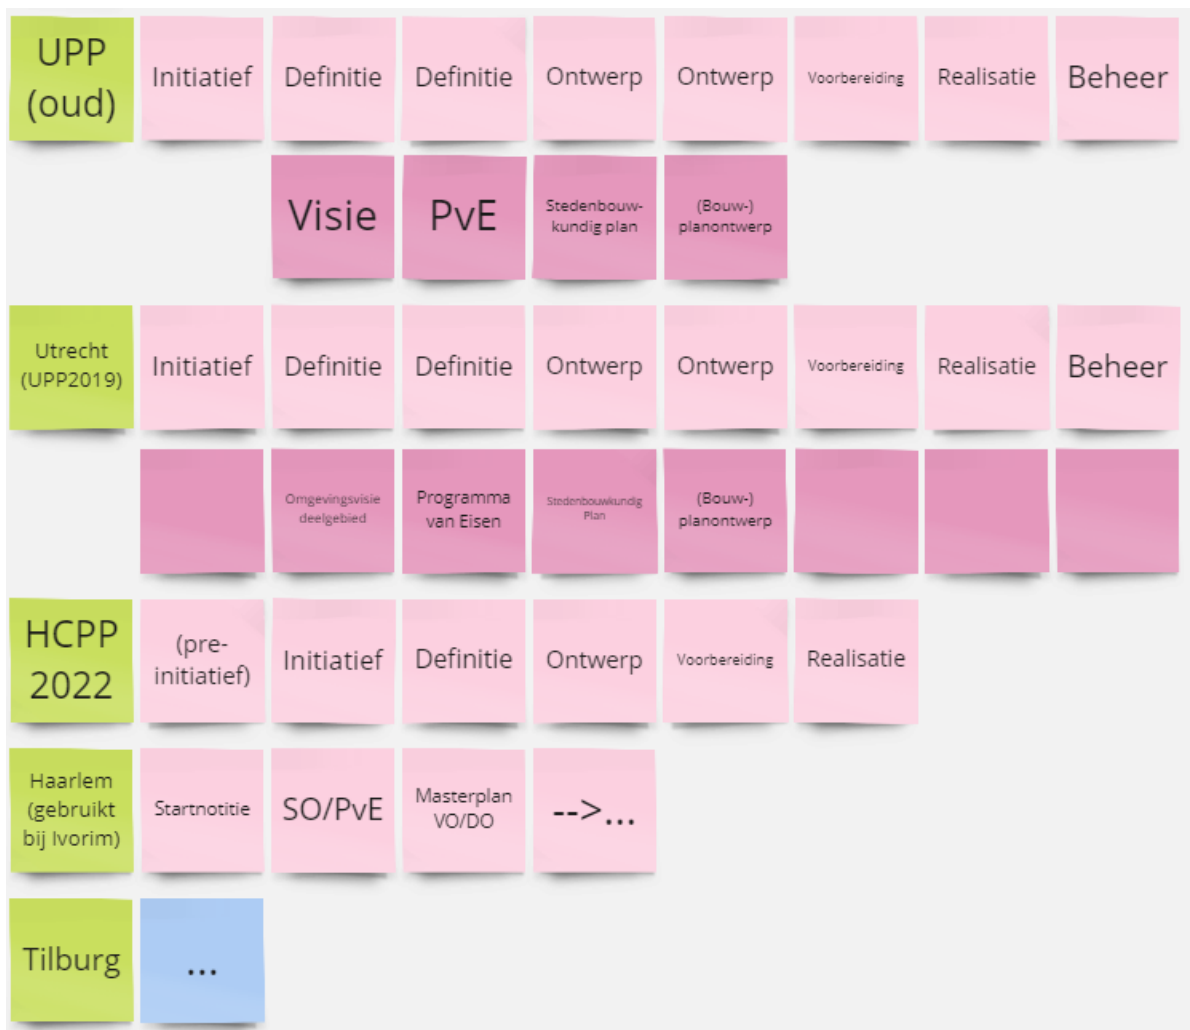 UPP
(oud)
Initiatief
Definitie
Definitie
Ontwerp
Ontwerp
Voorbereiding
Realisatie
Beheer
Visie
PvE
Stedenbouw-
kundig plan
(Bouw-)
planontwerp
Utrecht
(UPP2019)
Initiatief
Definitie
Definitie
Ontwerp
Ontwerp
Voorbereiding
Realisatie
Beheer
Omgevingsvisie
deelgebied
Programma
van Eisen
Stedenbouwkundig
Plan
(Bouw-)
planontwerp
HCPP
2022
(pre-
initiatief)
Initiatief
Definitie
Ontwerp
Voorbereiding
Realisatie
Haarlem
(gebruikt
bij Ivorim)
Startnotitie
SO/PvE
Masterplan
VO/DO
-->...
Tilburg
...